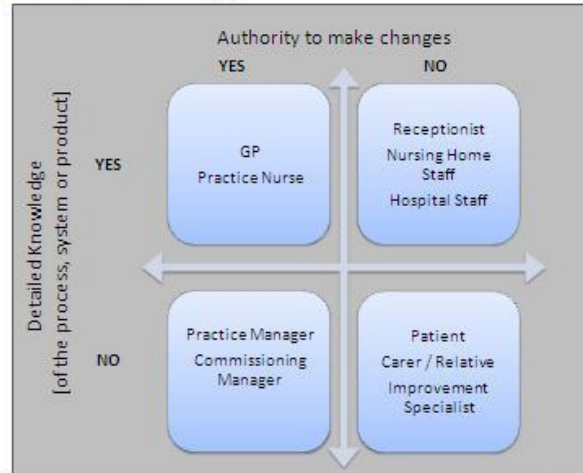 Authority to make changes
YES
NO
Detailed Knowledge
[of the process, system or product]
YES
GP
Practice Nurse
Receptionist
Nursing Home
Staff
Hospital Staff
NO
Practice Manager
Commissioning
Manager
Patient
Carer / Relative
Improvement
Specialist